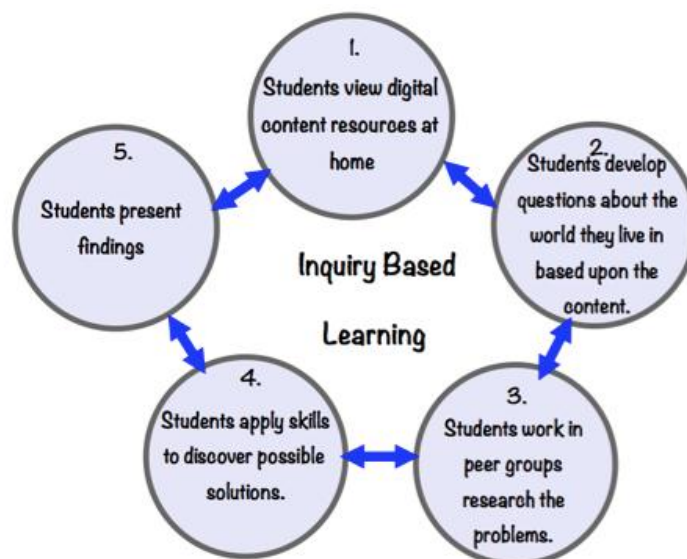 1.
Students view digital
content resources at
home
2.
Students develop
questions about the
world they live in
based upon the
content.
3.
Students work in
peer groups
research the
problems.
4.
Students apply skills
to discover possible
solutions.
5.
Students present
findings
Inquiry Based
Learning